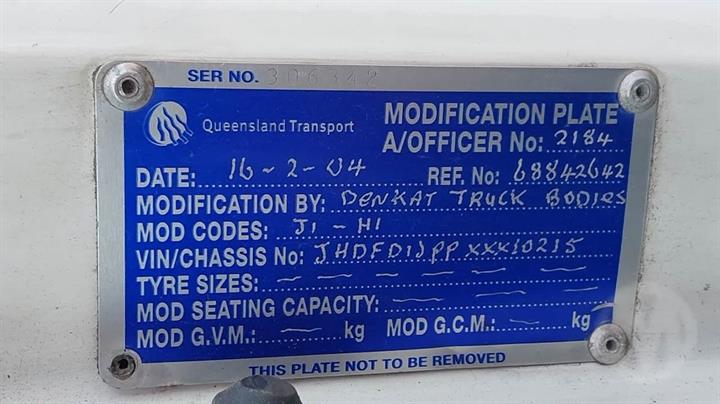 SER NO. 306342
Queensland Transport
MODIFICATION PLATE
A/OFFICER No: 2184
DATE: 16-2-04 REF. No: 68842642
MODIFICATION BY: DENKAT TRUCK BODIES
MOD CODES: J1 - H1
VIN/CHASSIS No: JHDFD1JPPXXX10215
TYRE SIZES: — — — — — —
MOD SEATING CAPACITY: — — —
MOD G.V.M.: — kg MOD G.C.M.: — kg
THIS PLATE NOT TO BE REMOVED